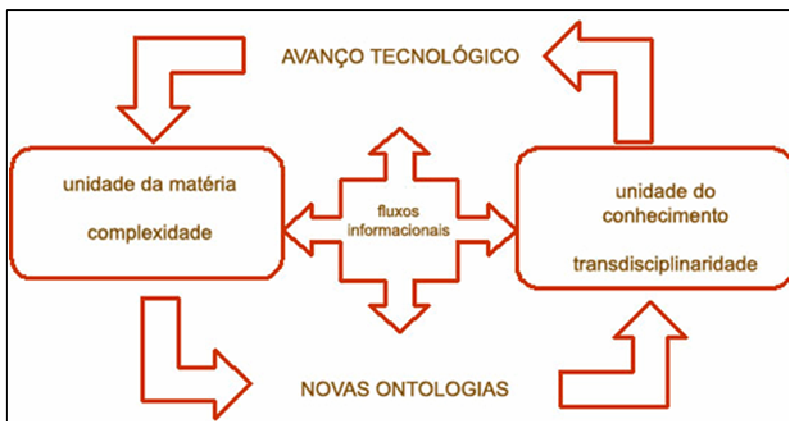 AVANÇO TECNOLÓGICO
unidade da matéria
complexidade
fluxos
informacionais
unidade do
conhecimento
transdisciplinaridade
NOVAS ONTOLOGIAS